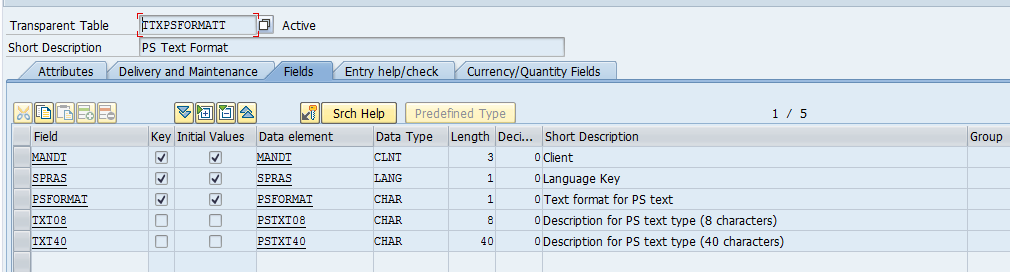 Transparent Table TTXPSFORMATT Active
Short Description PS Text Format
Attributes Delivery and Maintenance Fields Entry help/check Currency/Quantity Fields
Srch Help Predefined Type 1 / 5
Field Key Initial Values Data element Data Type Length Deci... Short Description Group
MANDT MANDT CLNT 3 0 Client
SPRAS SPRAS LANG 1 0 Language Key
PSFORMAT PSFORMAT CHAR 1 0 Text format for PS text
TXT08 PSTXT08 CHAR 8 0 Description for PS text type (8 characters)
TXT40 PSTXT40 CHAR 40 0 Description for PS text type (40 characters)